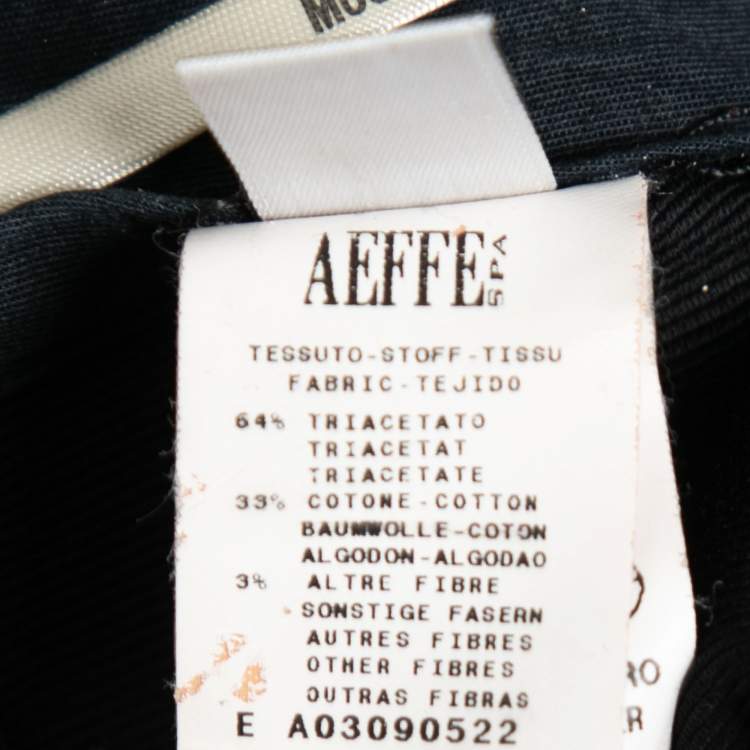 AEFFE SPA
TESSUTO-STOFF-TISSU
FABRIC-TEJIDO
64% TRIACETATO
TRIACETAT
TRIACETATE
33% COTONE-COTTON
BAUMWOLLE-COTON
ALGODON-ALGODAO
3% ALTRE FIBRE
SONSTIGE FASERN
AUTRES FIBRES
OTHER FIBRES
OUTRAS FIBRAS
E A03090522